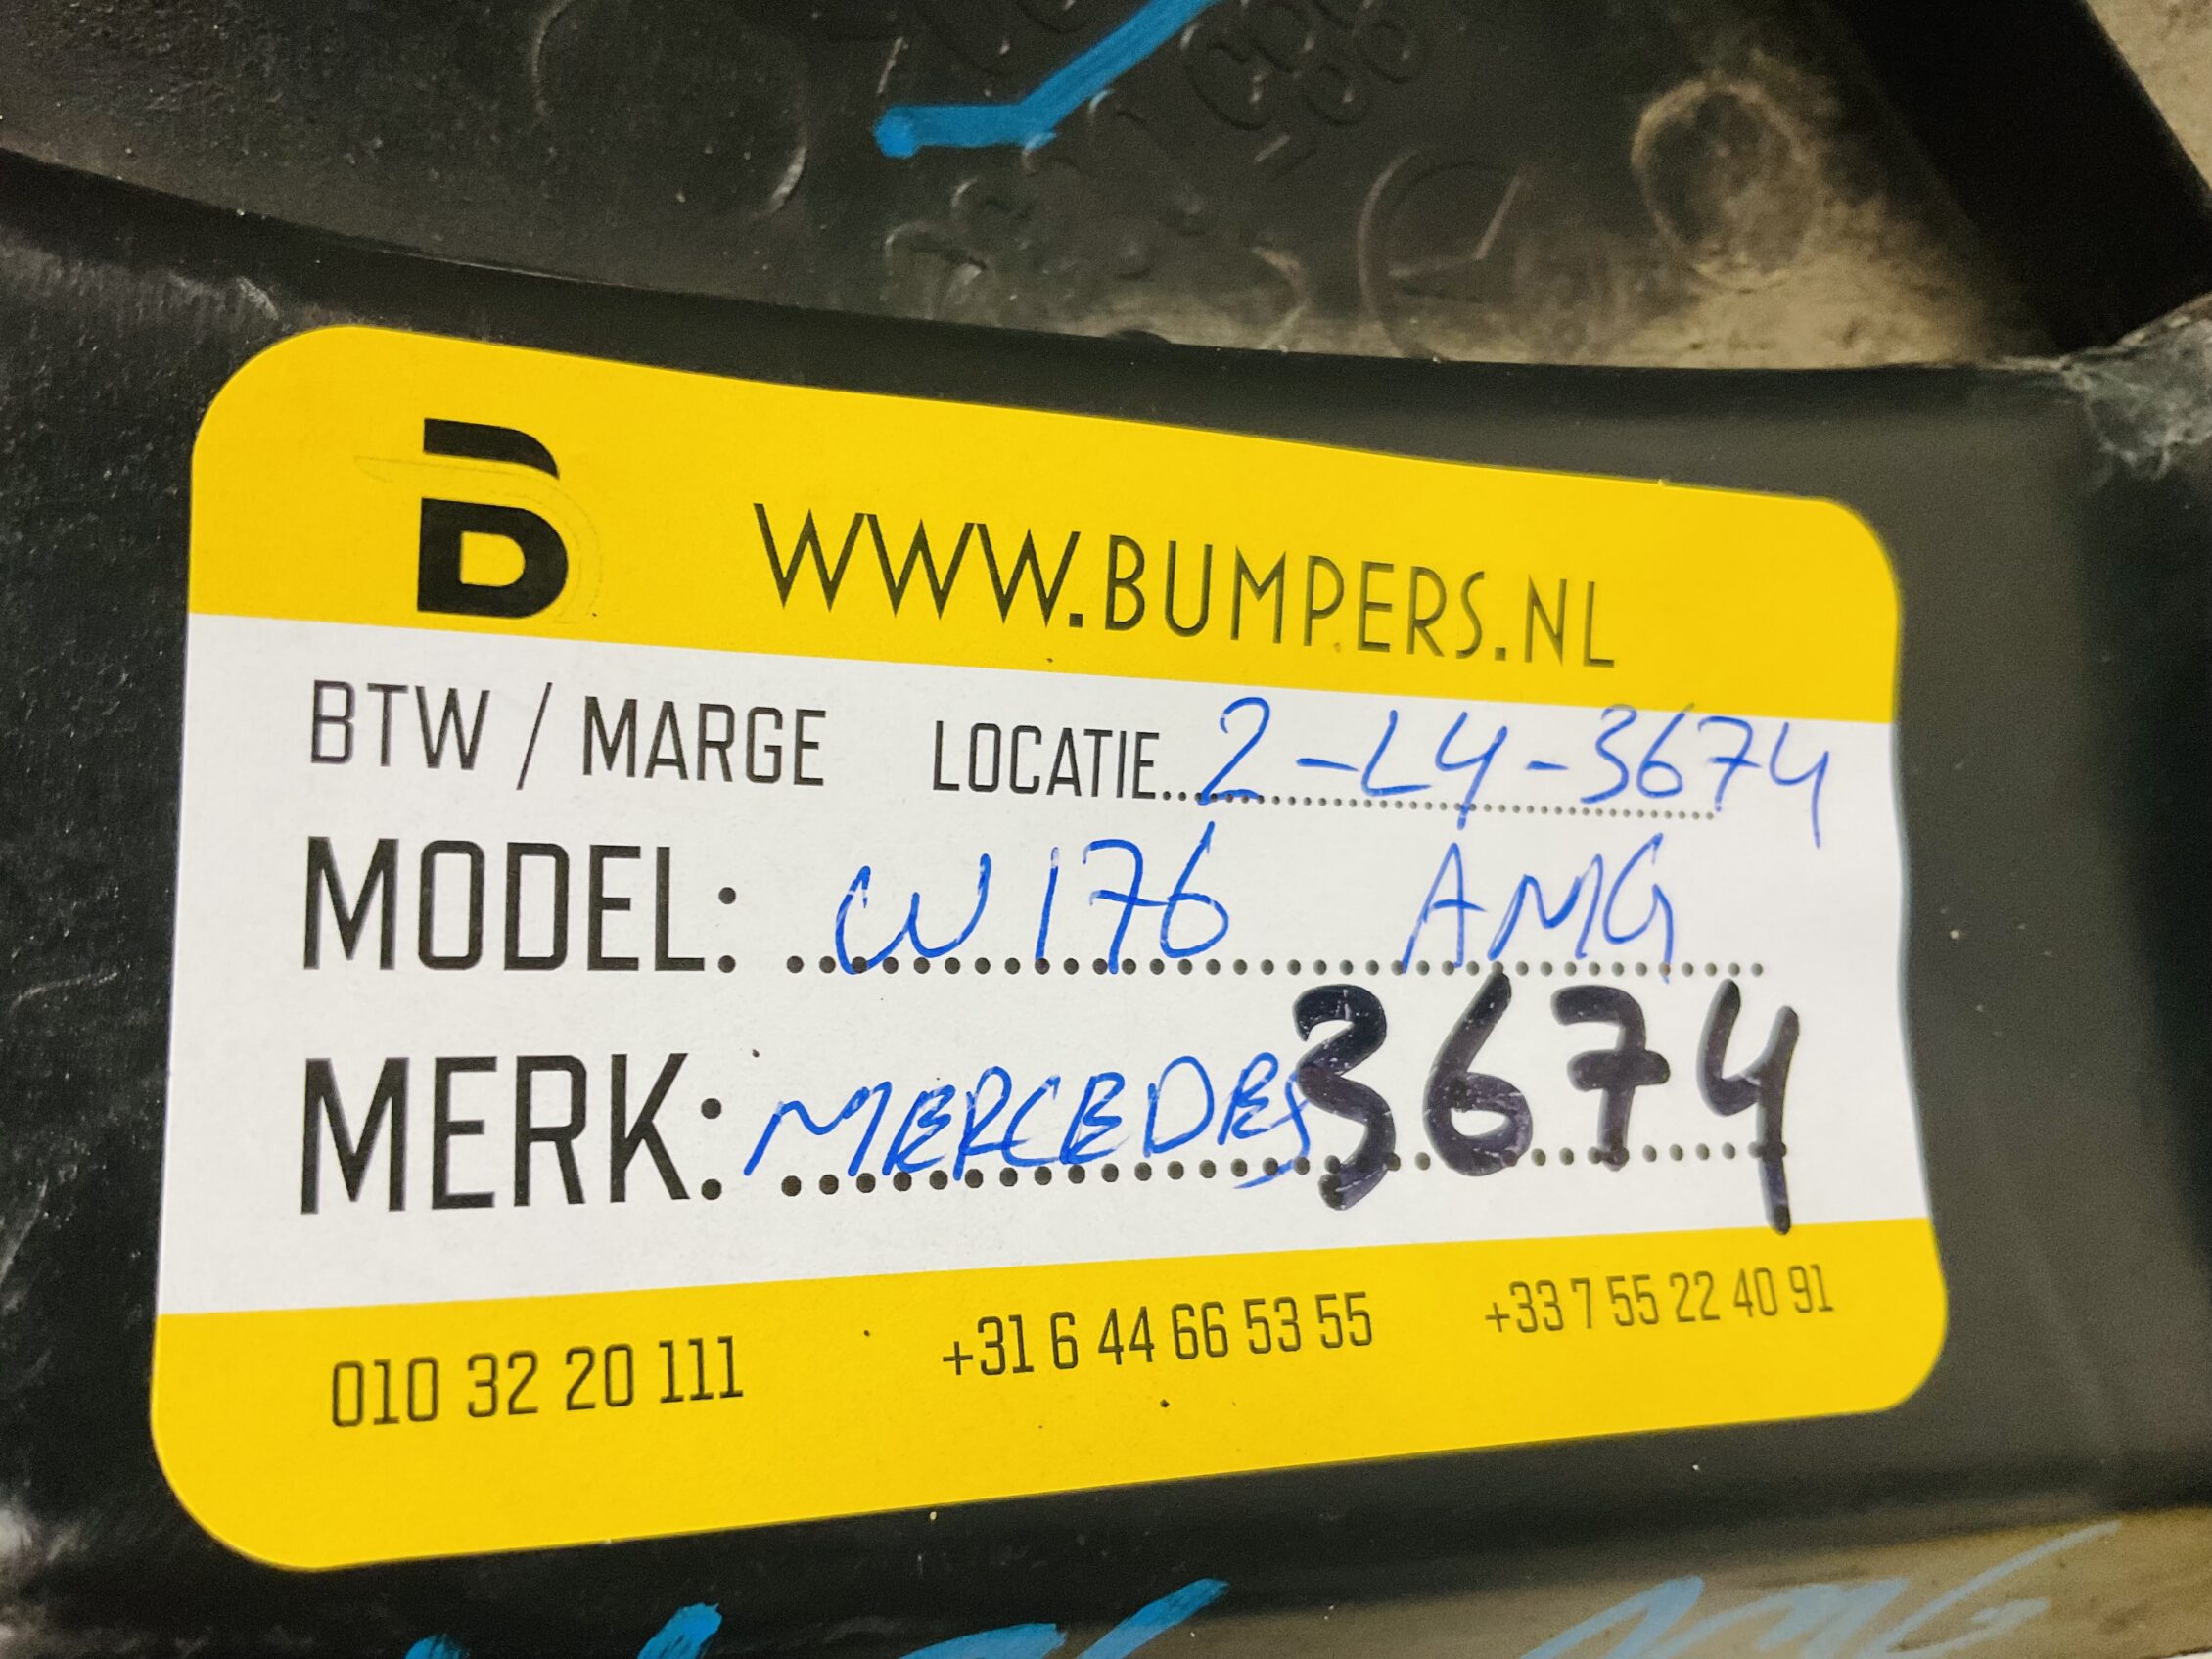 B WWW.BUMPERS.NL
BTW / MARGE LOCATIE 2-L4-3674
MODEL: W176 AMG
MERK: MERCEDES 3674
010 32 20 111 +31 6 44 66 53 55 +33 7 55 22 40 91
AMG